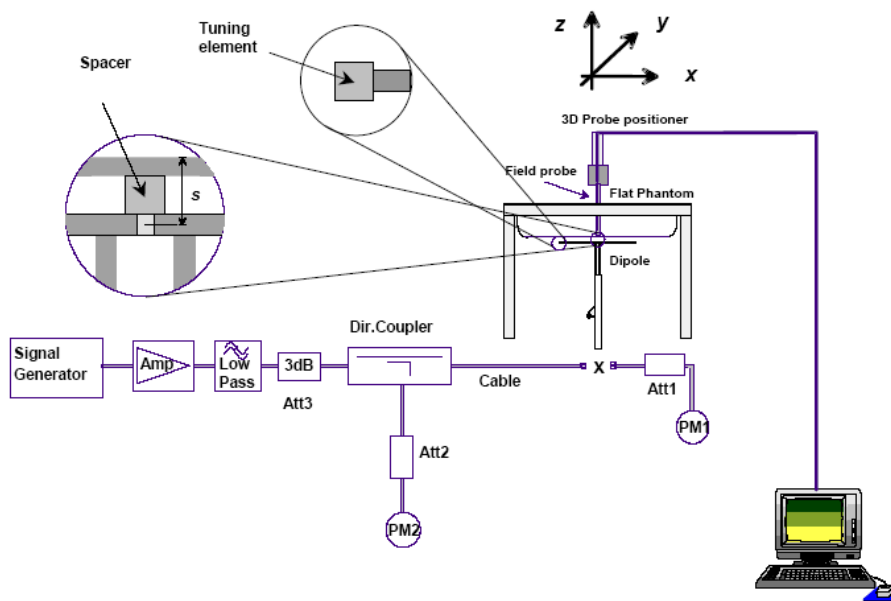 Tuning
element
Spacer
s
z
y
x
3D Probe positioner
Field probe
Flat Phantom
Dipole
Dir.Coupler
Signal
Generator
Amp
Low
Pass
3dB
Att3
Cable
X
Att1
PM1
Att2
PM2